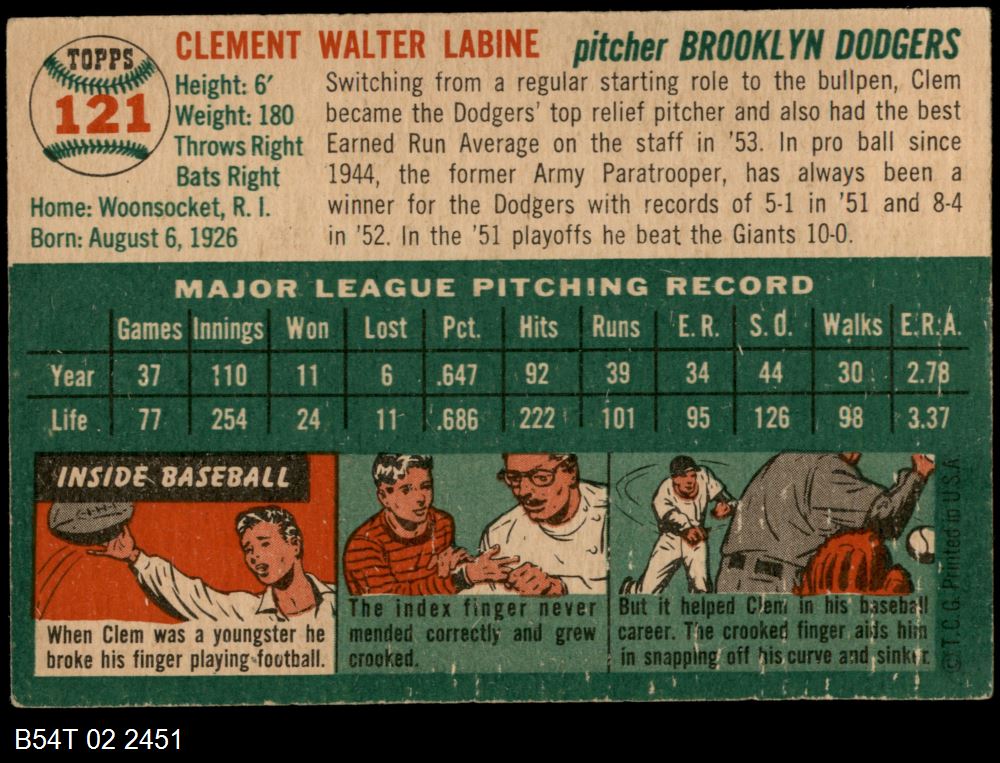 TOPPS
121
CLEMENT WALTER LABINE pitcher BROOKLYN DODGERS
Height: 6′
Weight: 180
Throws Right
Bats Right
Home: Woonsocket, R. I.
Born: August 6, 1926
Switching from a regular starting role to the bullpen, Clem
became the Dodgers' top relief pitcher and also had the best
Earned Run Average on the staff in '53. In pro ball since
1944, the former Army Paratrooper, has always been a
winner for the Dodgers with records of 5-1 in '51 and 8-4
in '52. In the '51 playoffs he beat the Giants 10-0.
MAJOR LEAGUE PITCHING RECORD
Games Innings Won Lost Pct. Hits Runs E. R. S. O. Walks E.R.A.
Year 37 110 11 6 .647 92 39 34 44 30 2.78
Life 77 254 24 11 .686 222 101 95 126 98 3.37
INSIDE BASEBALL
When Clem was a youngster he
broke his finger playing football.
The index finger never
mended correctly and grew
crooked.
But it helped Clem in his baseball
career. The crooked finger aids him
in snapping off his curve and sinker.
© T. C. G. Printed in U.S.A.
B54T 02 2451